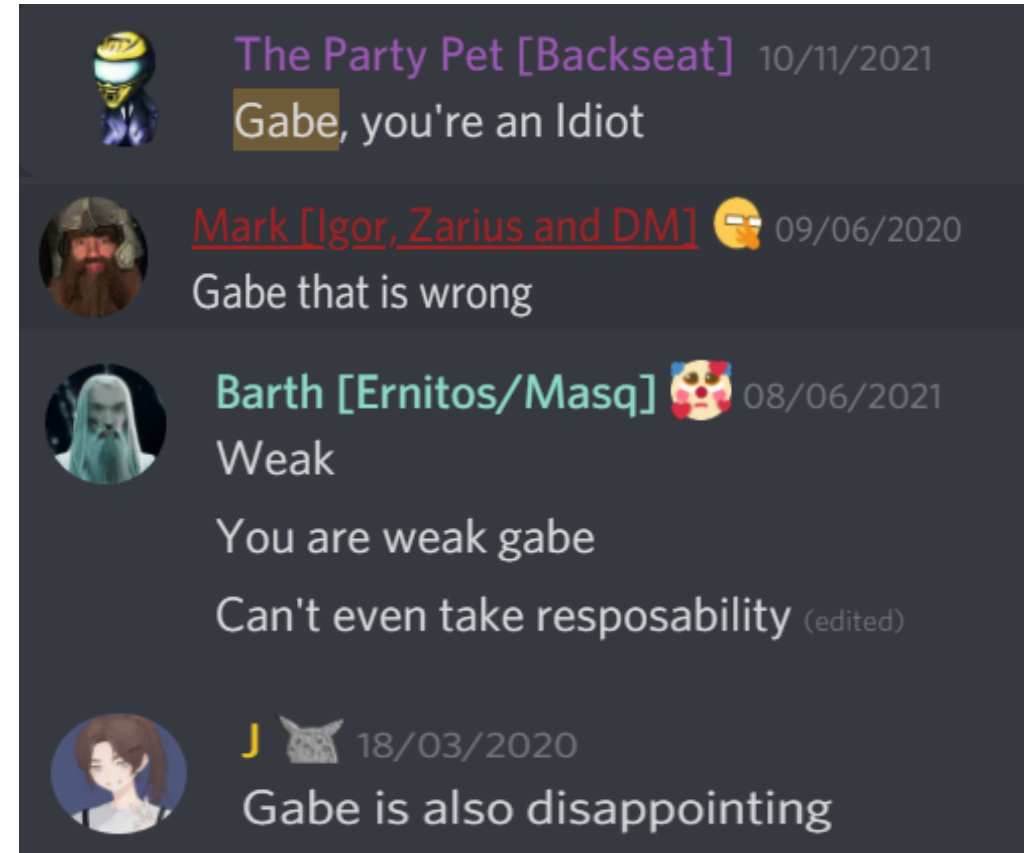 The Party Pet [Backseat] 10/11/2021
Gabe, you're an Idiot
Mark [Igor, Zarius and DM] 09/06/2020
Gabe that is wrong
Barth [Ernitos/Masq] 08/06/2021
Weak
You are weak gabe
Can't even take resposability (edited)
J 18/03/2020
Gabe is also disappointing